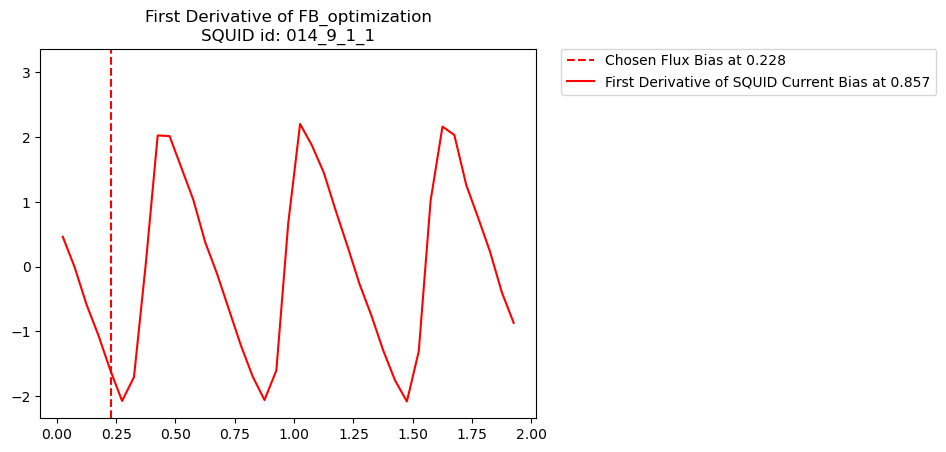 First Derivative of FB_optimization
SQUID id: 014_9_1_1
Chosen Flux Bias at 0.228
First Derivative of SQUID Current Bias at 0.857
3
2
1
0
−1
−2
0.00 0.25 0.50 0.75 1.00 1.25 1.50 1.75 2.00